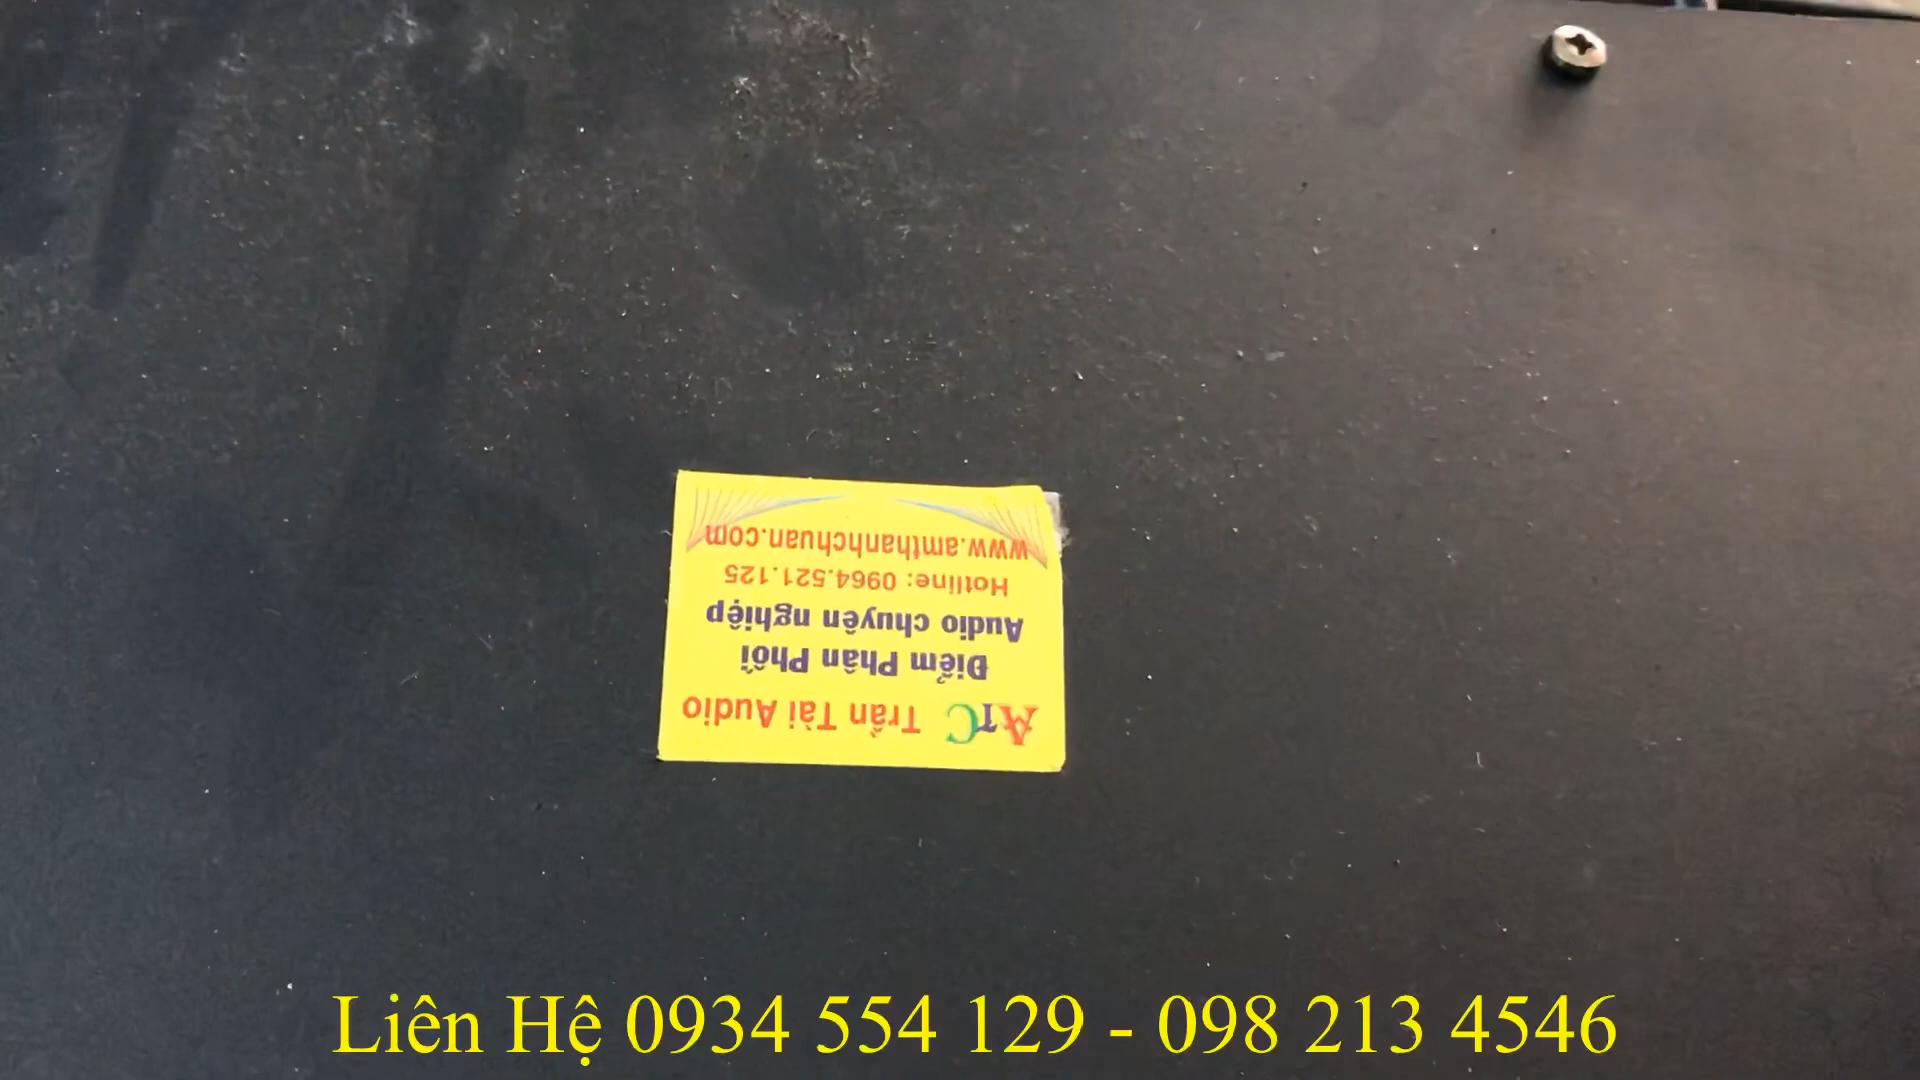 ATC Trần Tài Audio
Điểm Phân Phối
Audio chuyên nghiệp
Hotline: 0964.521.125
www.amthanhchuan.com
Liên Hệ 0934 554 129 - 098 213 4546